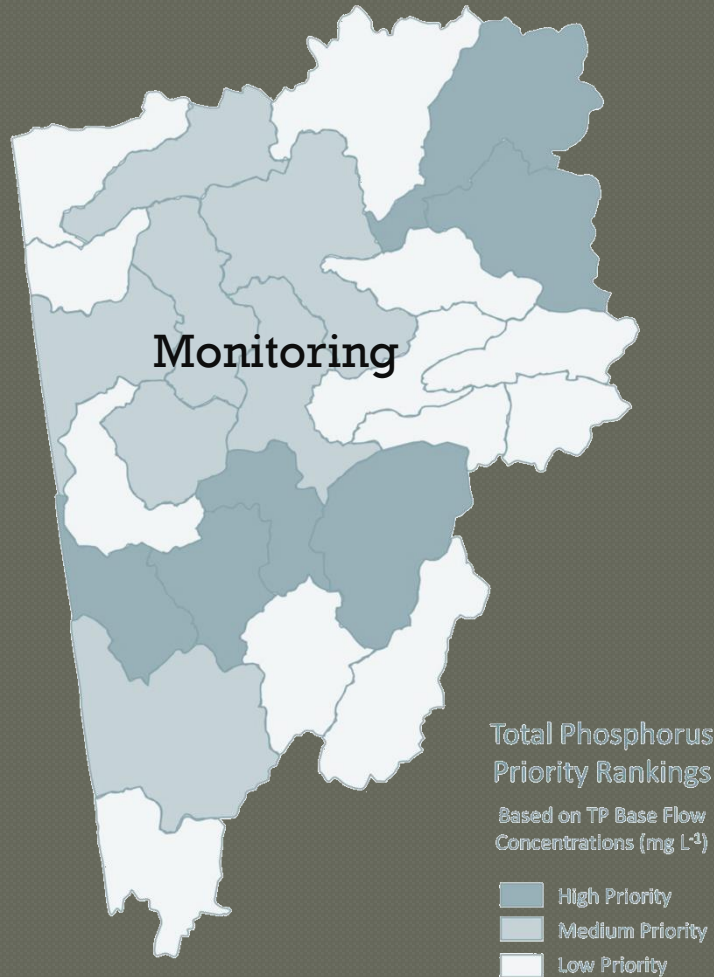 Monitoring
Total Phosphorus
Priority Rankings
Based on TP Base Flow
Concentrations (mg L⁻¹)
High Priority
Medium Priority
Low Priority